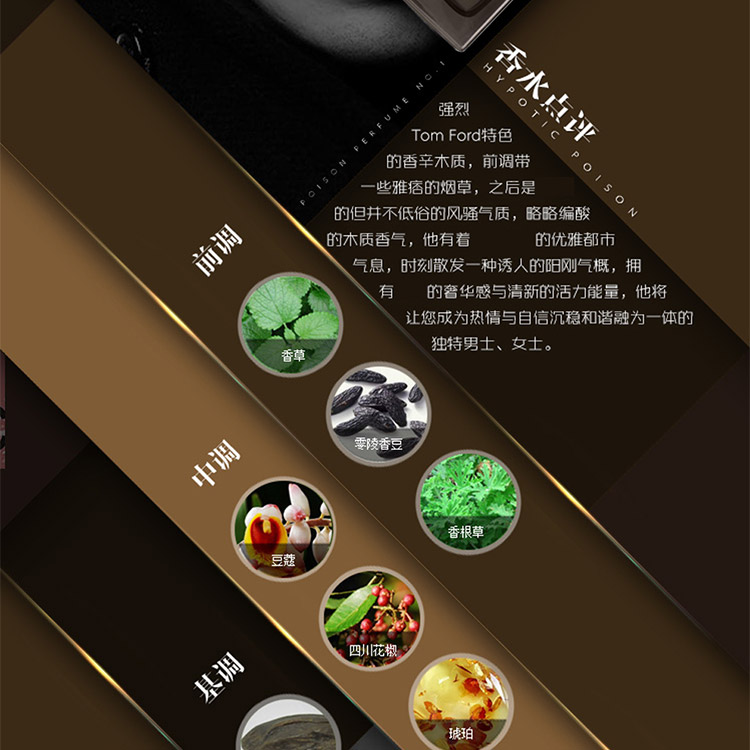 香水点评
HYPOTIC POISON
POISON PERFUME NO.1
强烈
Tom Ford特色
的香辛木质，前调带
一些雅痞的烟草，之后是
的但并不低俗的风骚气质，略略编酸
的木质香气，他有着 的优雅都市
气息，时刻散发一种诱人的阳刚气概，拥
有 的奢华感与清新的活力能量，他将
让您成为热情与自信沉稳和谐融为一体的
独特男士、女士。
前调
香草
零陵香豆
香根草
中调
豆蔻
四川花椒
琥珀
基调